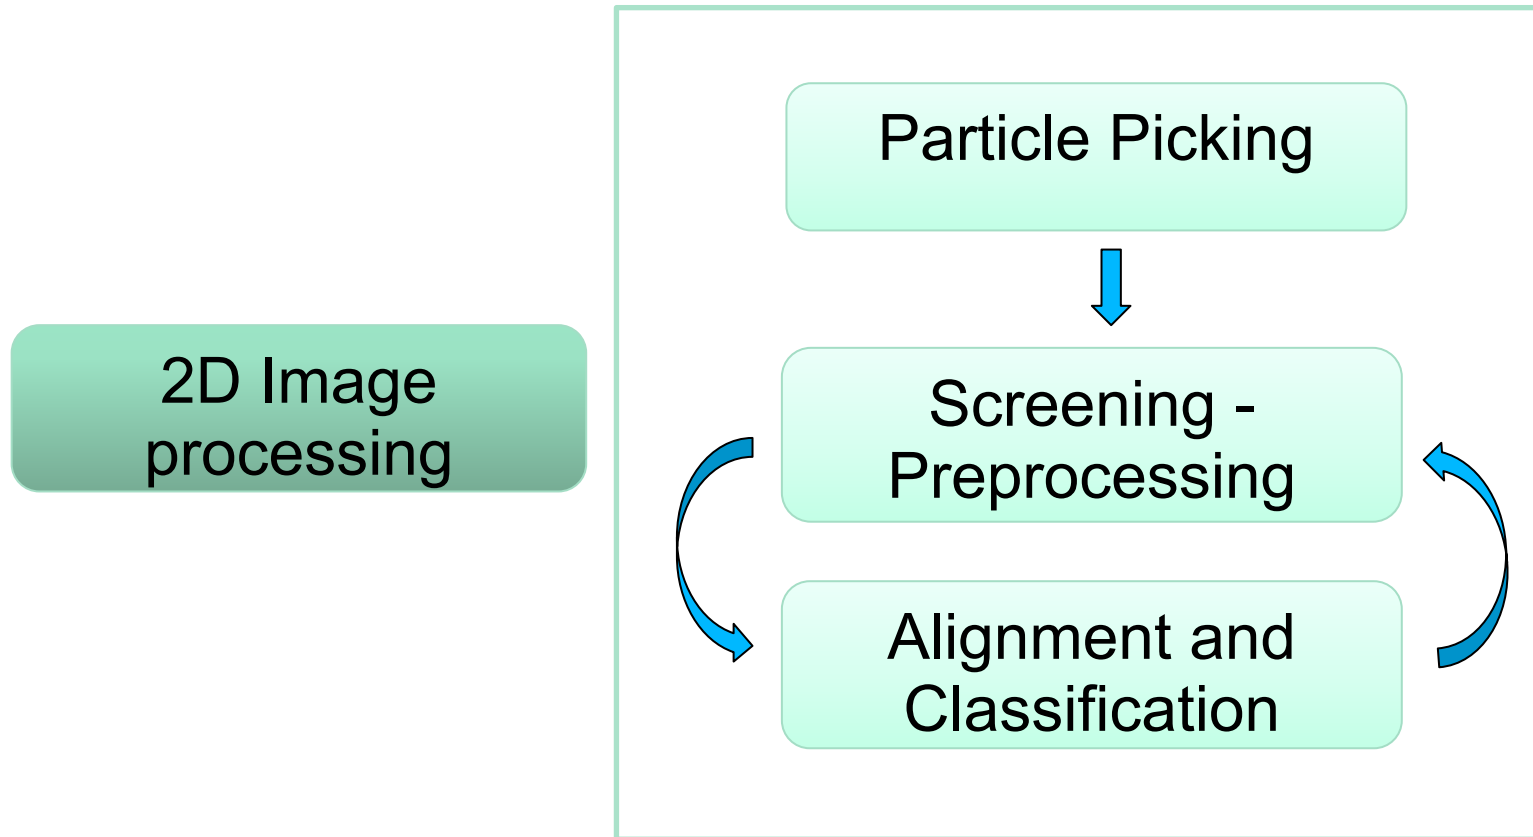 2D Image
processing
Particle Picking
Screening -
Preprocessing
Alignment and
Classification